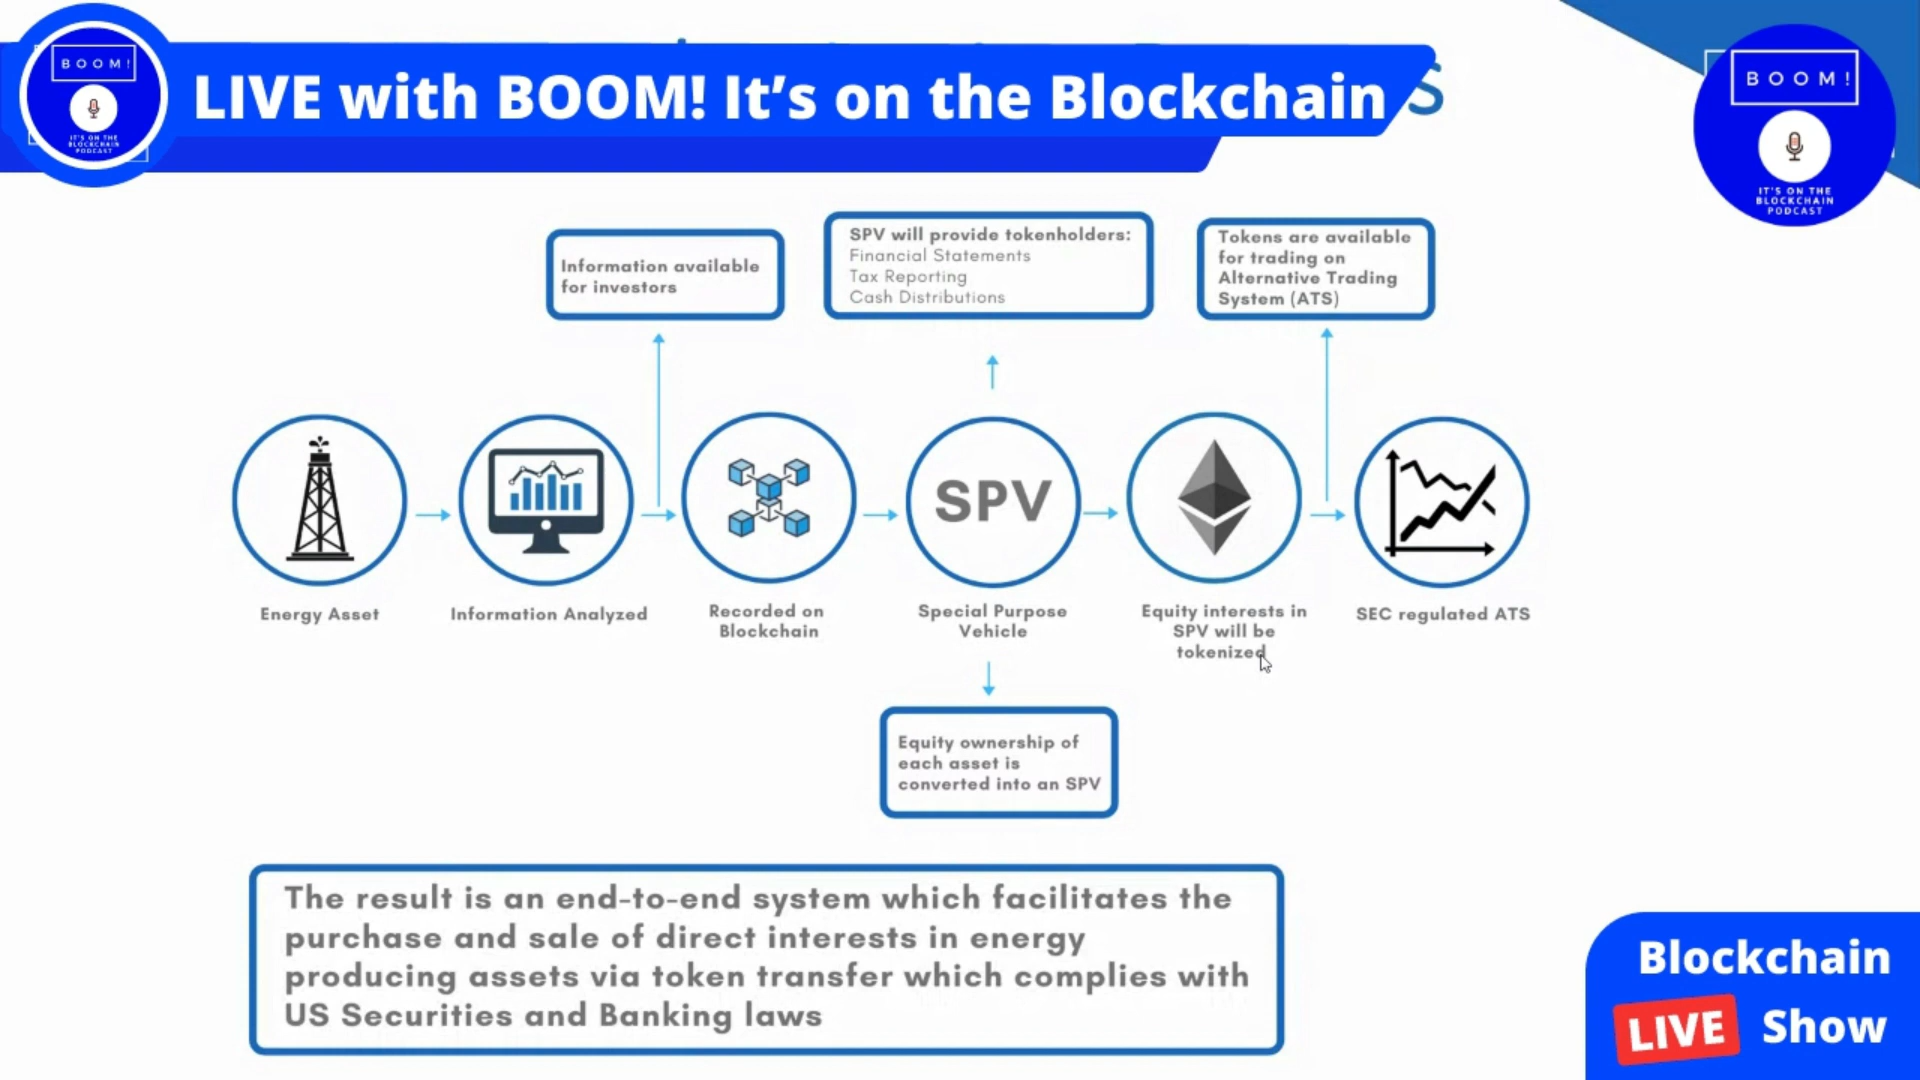 BOOM!
IT'S ON THE
BLOCKCHAIN
PODCAST
LIVE with BOOM! It's on the Blockchain
S
BOOM!
IT'S ON THE
BLOCKCHAIN
PODCAST
Information available
for investors
SPV will provide tokenholders:
Financial Statements
Tax Reporting
Cash Distributions
Tokens are available
for trading on
Alternative Trading
System (ATS)
SPV
Energy Asset
Information Analyzed
Recorded on
Blockchain
Special Purpose
Vehicle
Equity interests in
SPV will be
tokenized
SEC regulated ATS
Equity ownership of
each asset is
converted into an SPV
The result is an end-to-end system which facilitates the
purchase and sale of direct interests in energy
producing assets via token transfer which complies with
US Securities and Banking laws
Blockchain
LIVE Show